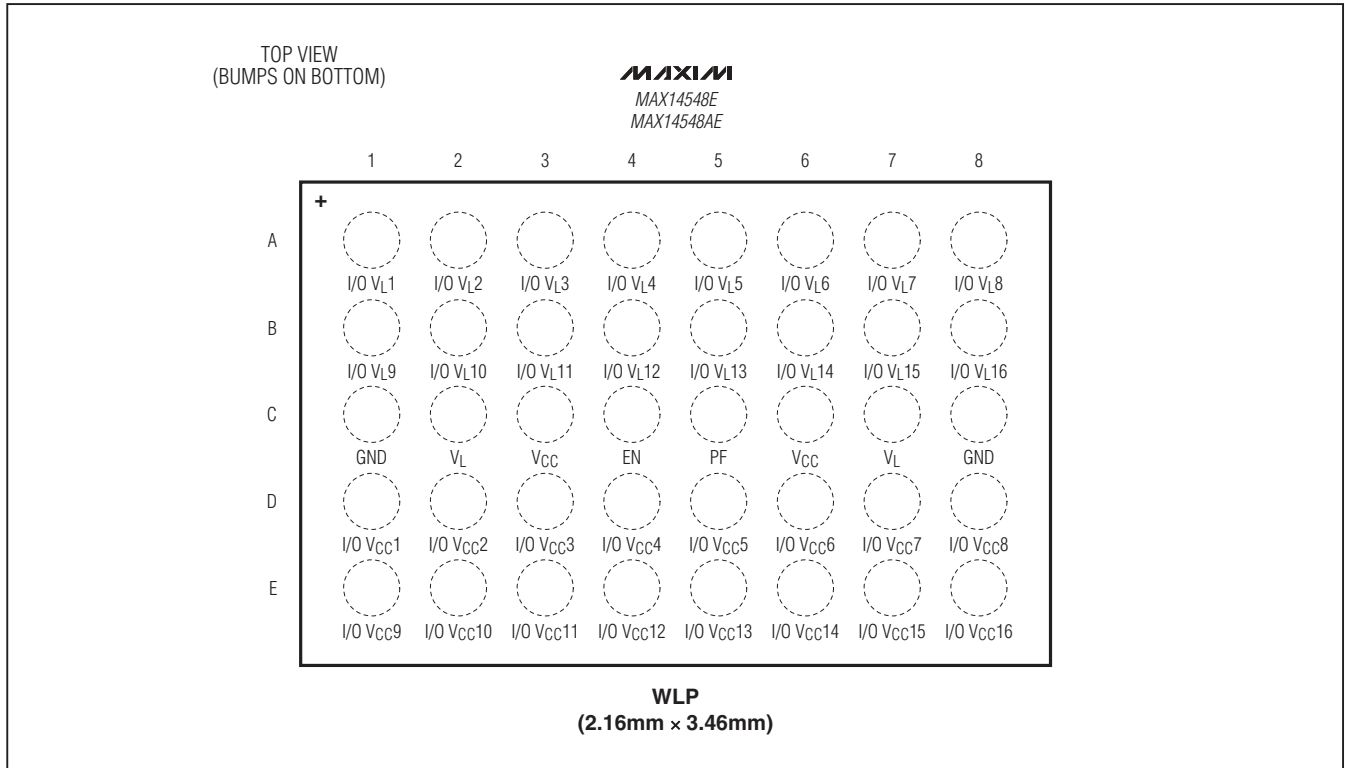 TOP VIEW
(BUMPS ON BOTTOM)
MAXIM
MAX14548E
MAX14548AE
1 2 3 4 5 6 7 8
+
A
I/O VL1 I/O VL2 I/O VL3 I/O VL4 I/O VL5 I/O VL6 I/O VL7 I/O VL8
B
I/O VL9 I/O VL10 I/O VL11 I/O VL12 I/O VL13 I/O VL14 I/O VL15 I/O VL16
C
GND VL VCC EN PF VCC VL GND
D
I/O VCC1 I/O VCC2 I/O VCC3 I/O VCC4 I/O VCC5 I/O VCC6 I/O VCC7 I/O VCC8
E
I/O VCC9 I/O VCC10 I/O VCC11 I/O VCC12 I/O VCC13 I/O VCC14 I/O VCC15 I/O VCC16
WLP
(2.16mm × 3.46mm)